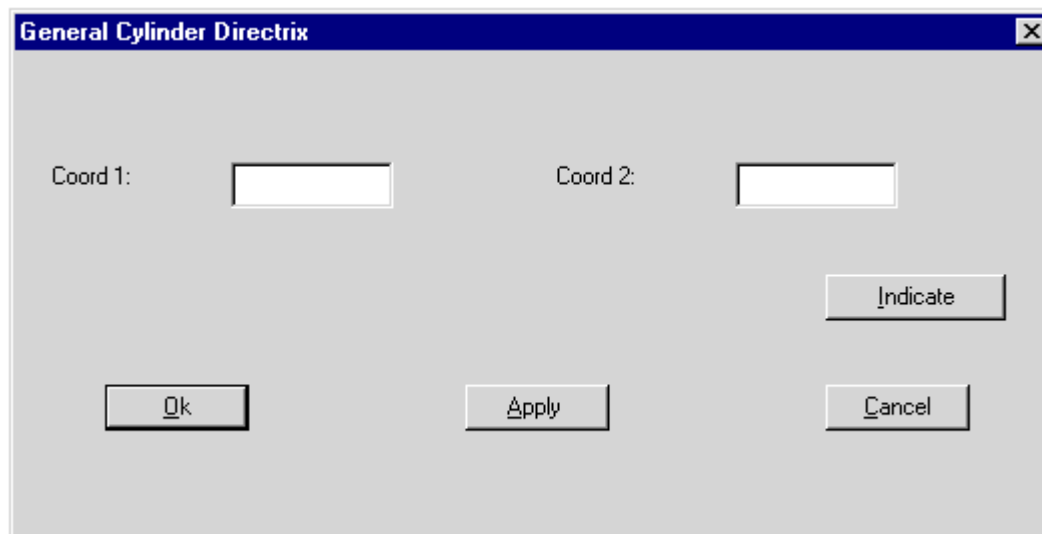 General Cylinder Directrix
Coord 1: Coord 2:
Indicate
Ok Apply Cancel